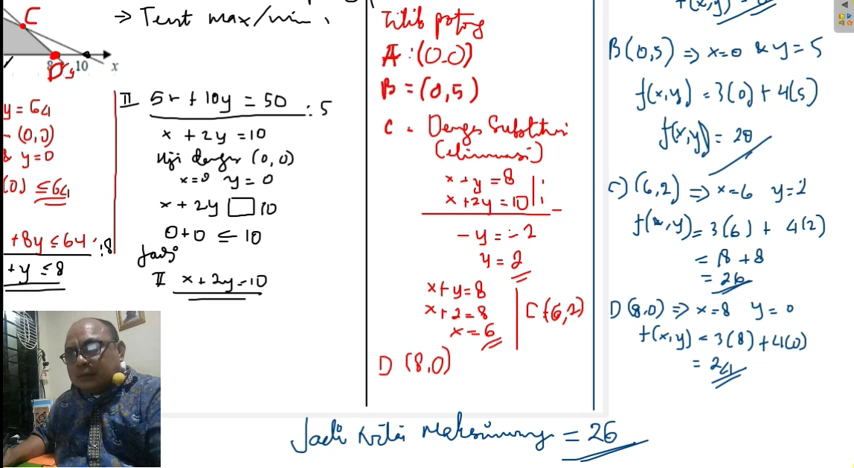 ⇒ Test max/min.
C
8
10
x
y = 64
(0,0)
& y=0
(0) ≤ 64
+8y ≤ 64 :8
+y ≤ 8
II 5x + 10y = 50 :5
x + 2y = 10
Uji dengan (0,0)
x=0 y=0
x + 2y □ 10
0+0 ≤ 10
Jadi
II x+2y=10
Titik potong
A : (0,0)
B = (0,5)
C = Dengan Substitusi
(eliminasi)
x+y = 8
x+2y = 10
-y = -2
y = 2
x+y = 8
x+2 = 8
x = 6
C (6,2)
D (8,0)
f(x,y) =
B(0,5) ⇒ x=0 & y=5
f(x,y) = 3(0) + 4(5)
f(x,y) = 20
C) (6,2) ⇒ x=6 y=2
f(x,y) = 3(6) + 4(2)
= 18 + 8
= 26
D (8,0) ⇒ x=8 y=0
f(x,y) = 3(8) + 4(0)
= 24
Jadi Nilai Maksimum = 26